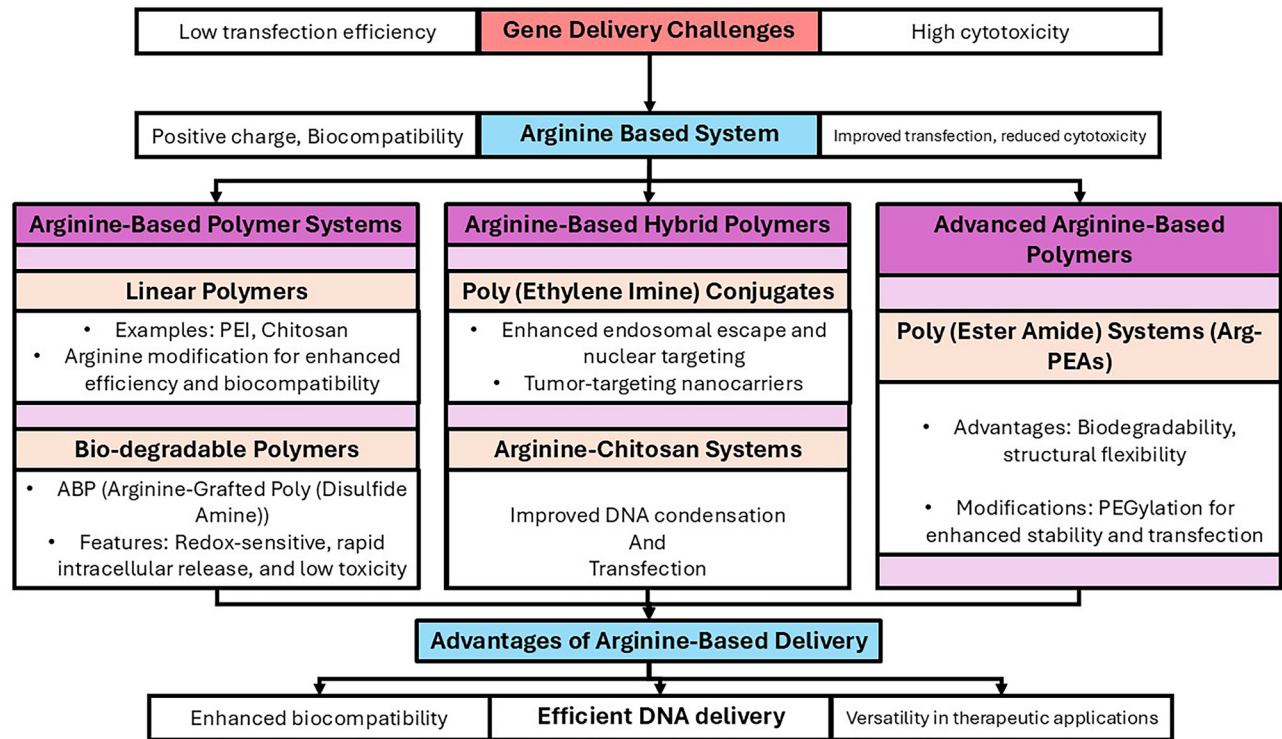 Low transfection efficiency
Gene Delivery Challenges
High cytotoxicity
Positive charge, Biocompatibility
Arginine Based System
Improved transfection, reduced cytotoxicity
Arginine-Based Polymer Systems
Linear Polymers
• Examples: PEI, Chitosan
• Arginine modification for enhanced
efficiency and biocompatibility
Bio-degradable Polymers
• ABP (Arginine-Grafted Poly (Disulfide
Amine))
• Features: Redox-sensitive, rapid
intracellular release, and low toxicity
Arginine-Based Hybrid Polymers
Poly (Ethylene Imine) Conjugates
• Enhanced endosomal escape and
nuclear targeting
• Tumor-targeting nanocarriers
Arginine-Chitosan Systems
Improved DNA condensation
And
Transfection
Advanced Arginine-Based
Polymers
Poly (Ester Amide) Systems (Arg-
PEAs)
• Advantages: Biodegradability,
structural flexibility
• Modifications: PEGylation for
enhanced stability and transfection
Advantages of Arginine-Based Delivery
Enhanced biocompatibility
Efficient DNA delivery
Versatility in therapeutic applications